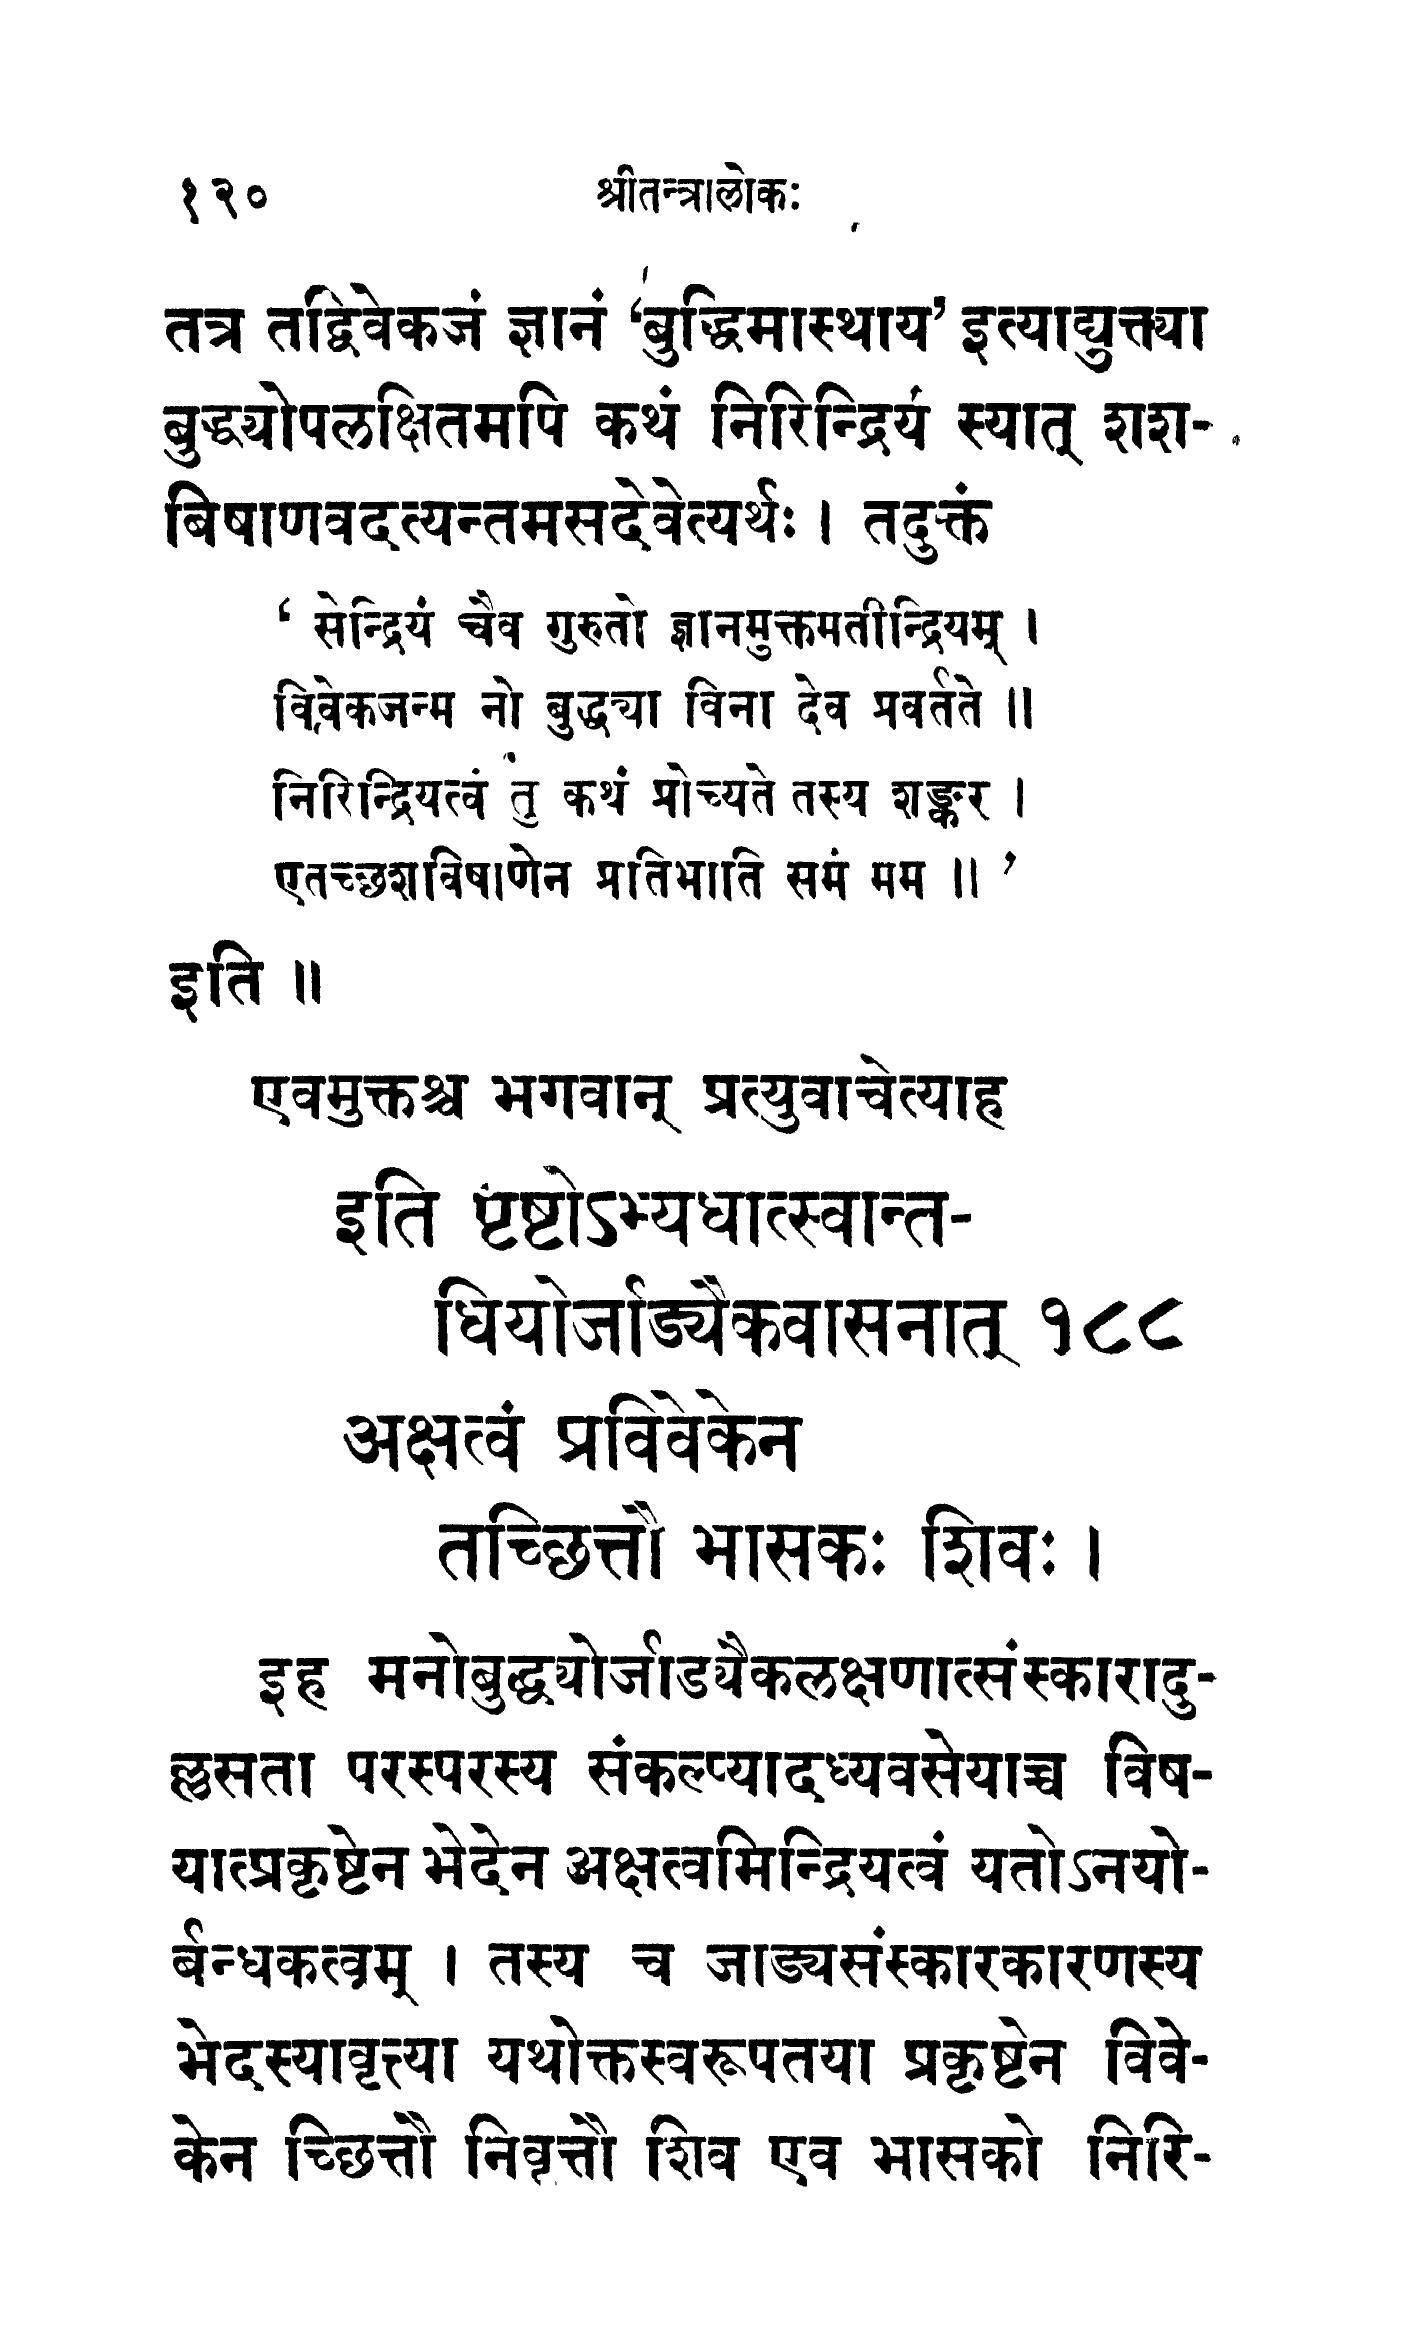 १२० श्रीतन्त्रालोकः
तत्र तद्विवेकजं ज्ञानं ‘बुद्धिमास्थाय’ इत्याद्युक्त्या
बुद्ध्योपलक्षितमपि कथं निरिन्द्रियं स्यात् शश-
बिषाणवदत्यन्तमसदेवेत्यर्थः। तदुक्तं
‘ सेन्द्रियं चैव गुरुतो ज्ञानमुक्तमतीन्द्रियम् ।
विवेकजन्म नो बुद्ध्या विना देव प्रवर्तते ॥
निरिन्द्रियत्वं तु कथं प्रोच्यते तस्य शङ्कर ।
एतच्छशविषाणेन प्रतिभाति समं मम ॥ ’
इति ॥
एवमुक्तश्च भगवान् प्रत्युवाचेत्याह
इति पृष्टोऽभ्यधात्स्वान्त-
धियोर्जाड्यैकवासनात् १८८
अक्षत्वं प्रविवेकेन
तच्छित्तौ भासकः शिवः ।
इह मनोबुद्ध्योर्जाड्यैकलक्षणात्संस्कारादु-
ल्लसता परस्परस्य संकल्प्यादध्यवसेयाच्च विष-
यात्प्रकृष्टेन भेदेन अक्षत्वमिन्द्रियत्वं यतोऽनयो-
र्बन्धकत्वम् । तस्य च जाड्यसंस्कारकारणस्य
भेदस्यावृत्त्या यथोक्तस्वरूपतया प्रकृष्टेन विवे-
केन च्छित्तौ निवृत्तौ शिव एव भासको निरि-